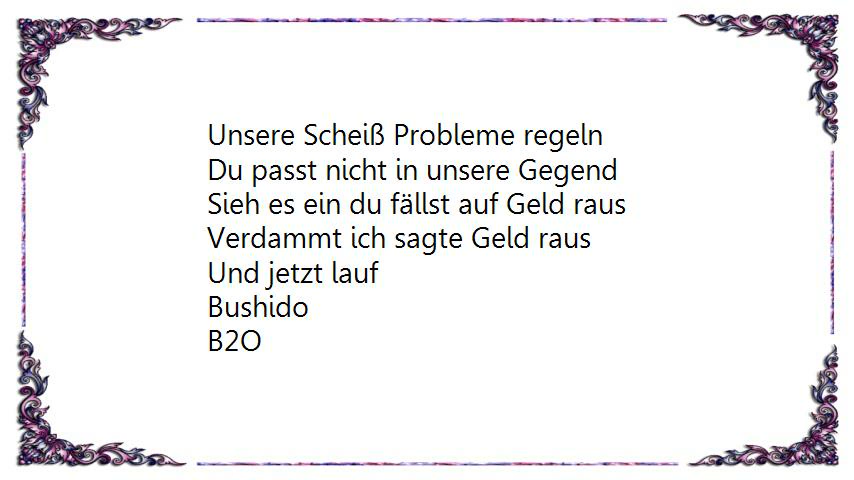 Unsere Scheiß Probleme regeln
Du passt nicht in unsere Gegend
Sieh es ein du fällst auf Geld raus
Verdammt ich sagte Geld raus
Und jetzt lauf
Bushido
B2O